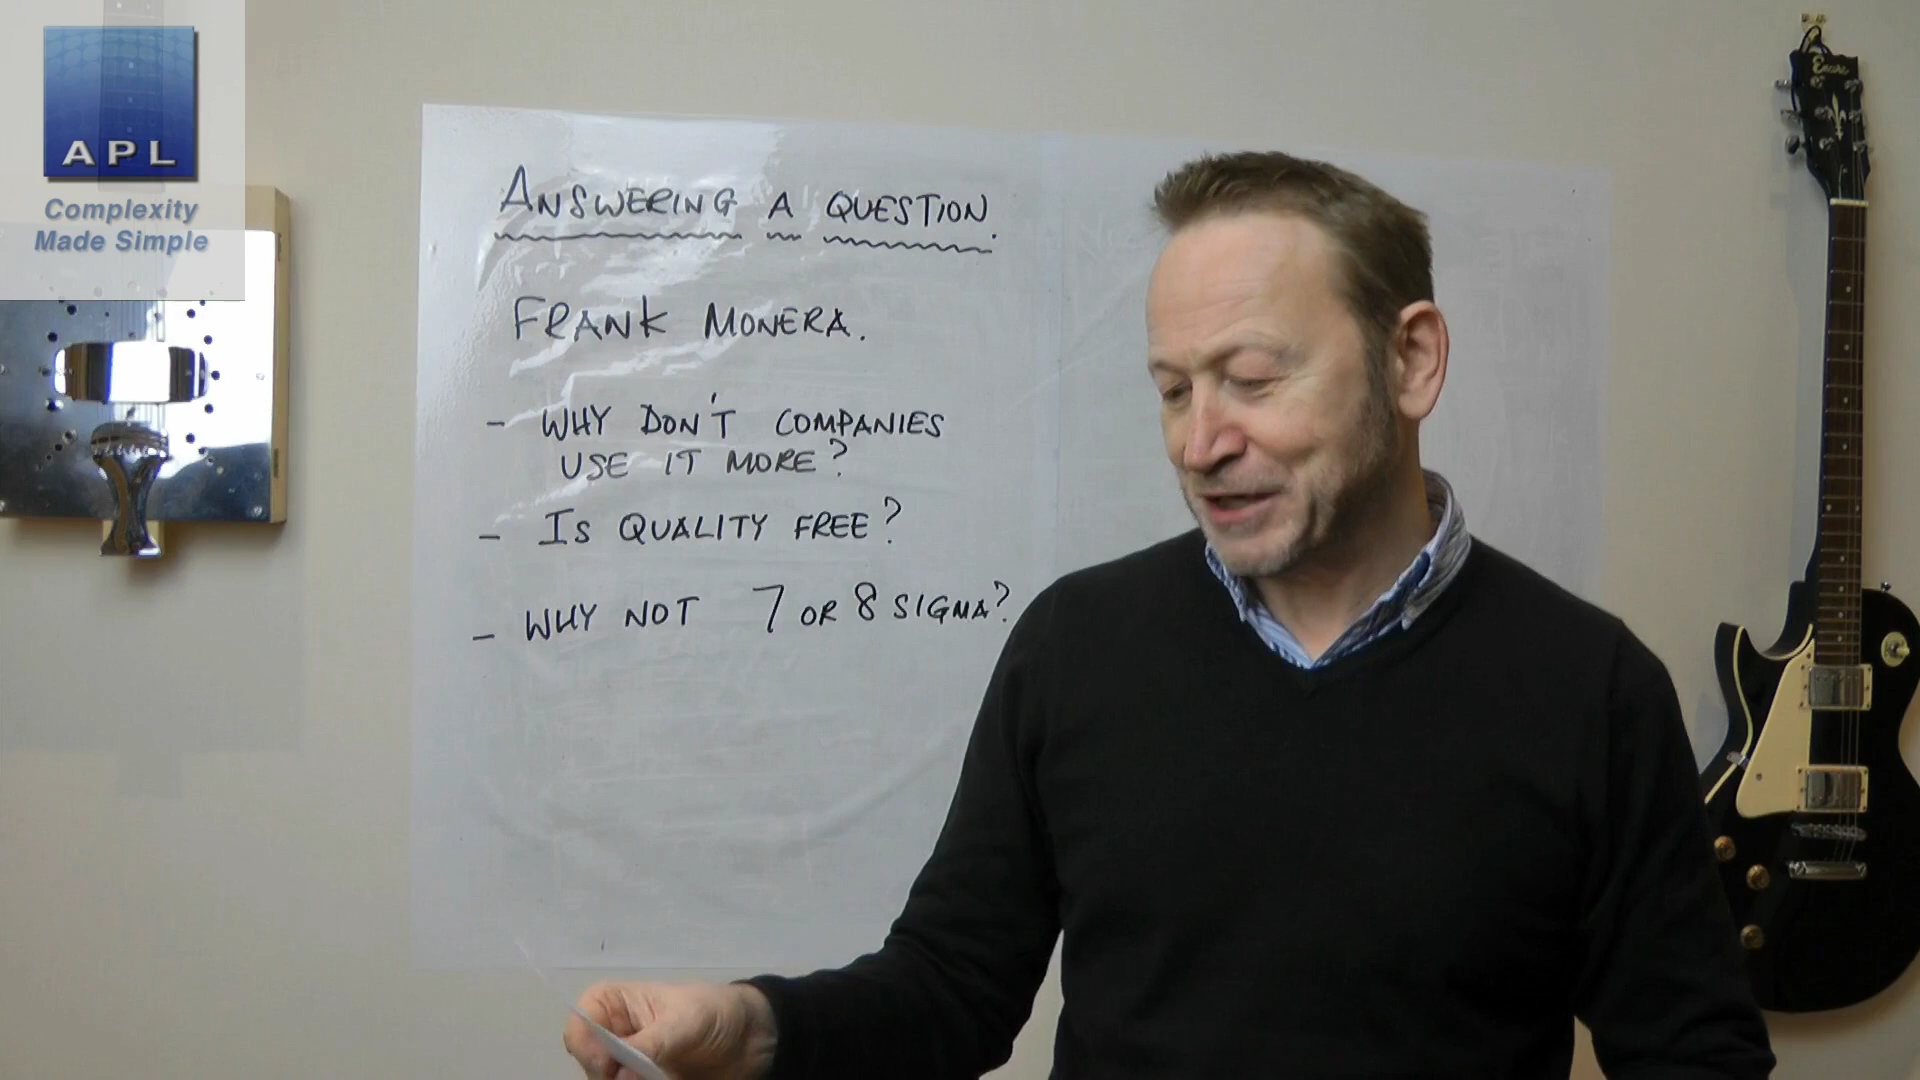 APL
Complexity
Made Simple
ANSWERING A QUESTION.
FRANK MONERA.
- WHY DON'T COMPANIES
USE IT MORE?
- IS QUALITY FREE?
- WHY NOT 7 OR 8 SIGMA?
Encore